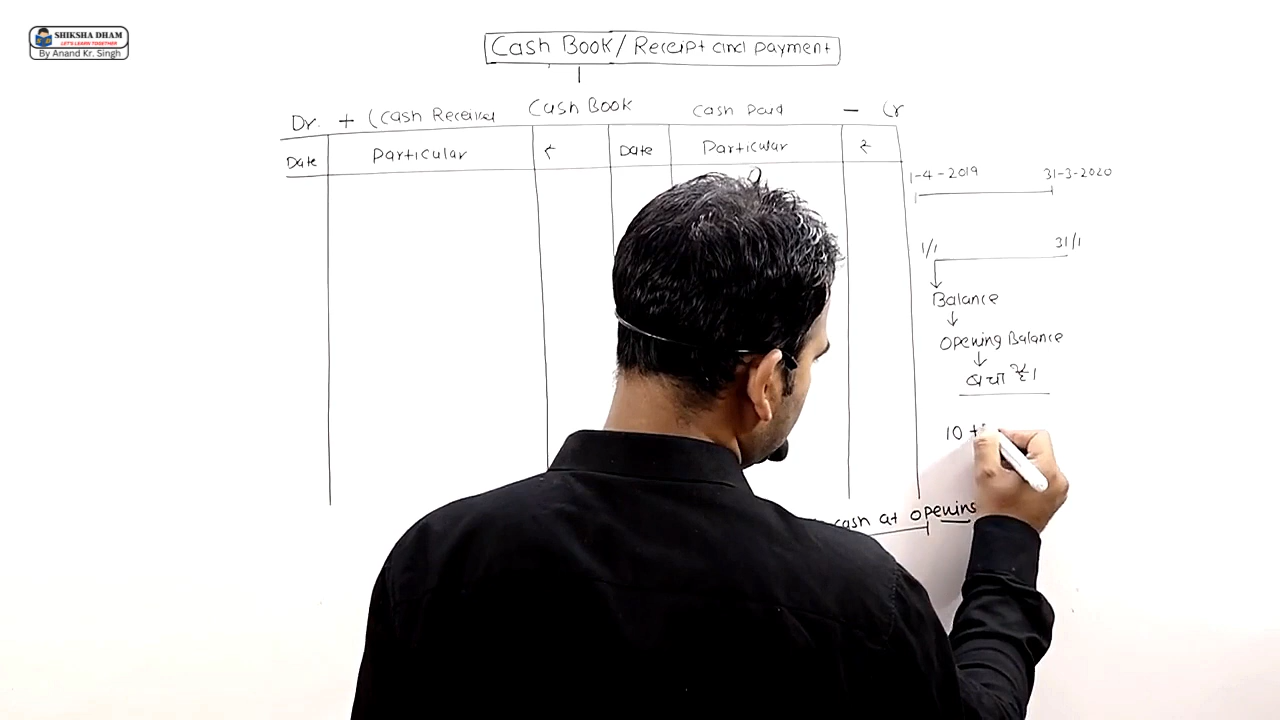 SHIKSHA DHAM
LET'S LEARN TOGETHER
By Anand Kr. Singh
Cash Book/ Receipt and payment
Dr. + (Cash Received Cash Book Cash Paid - Cr
Date Particular ₹ Date Particular ₹
1-4-2019 31-3-2020
1/1 31/1
Balance
Opening Balance
बचा है।
10 +
cash at opening